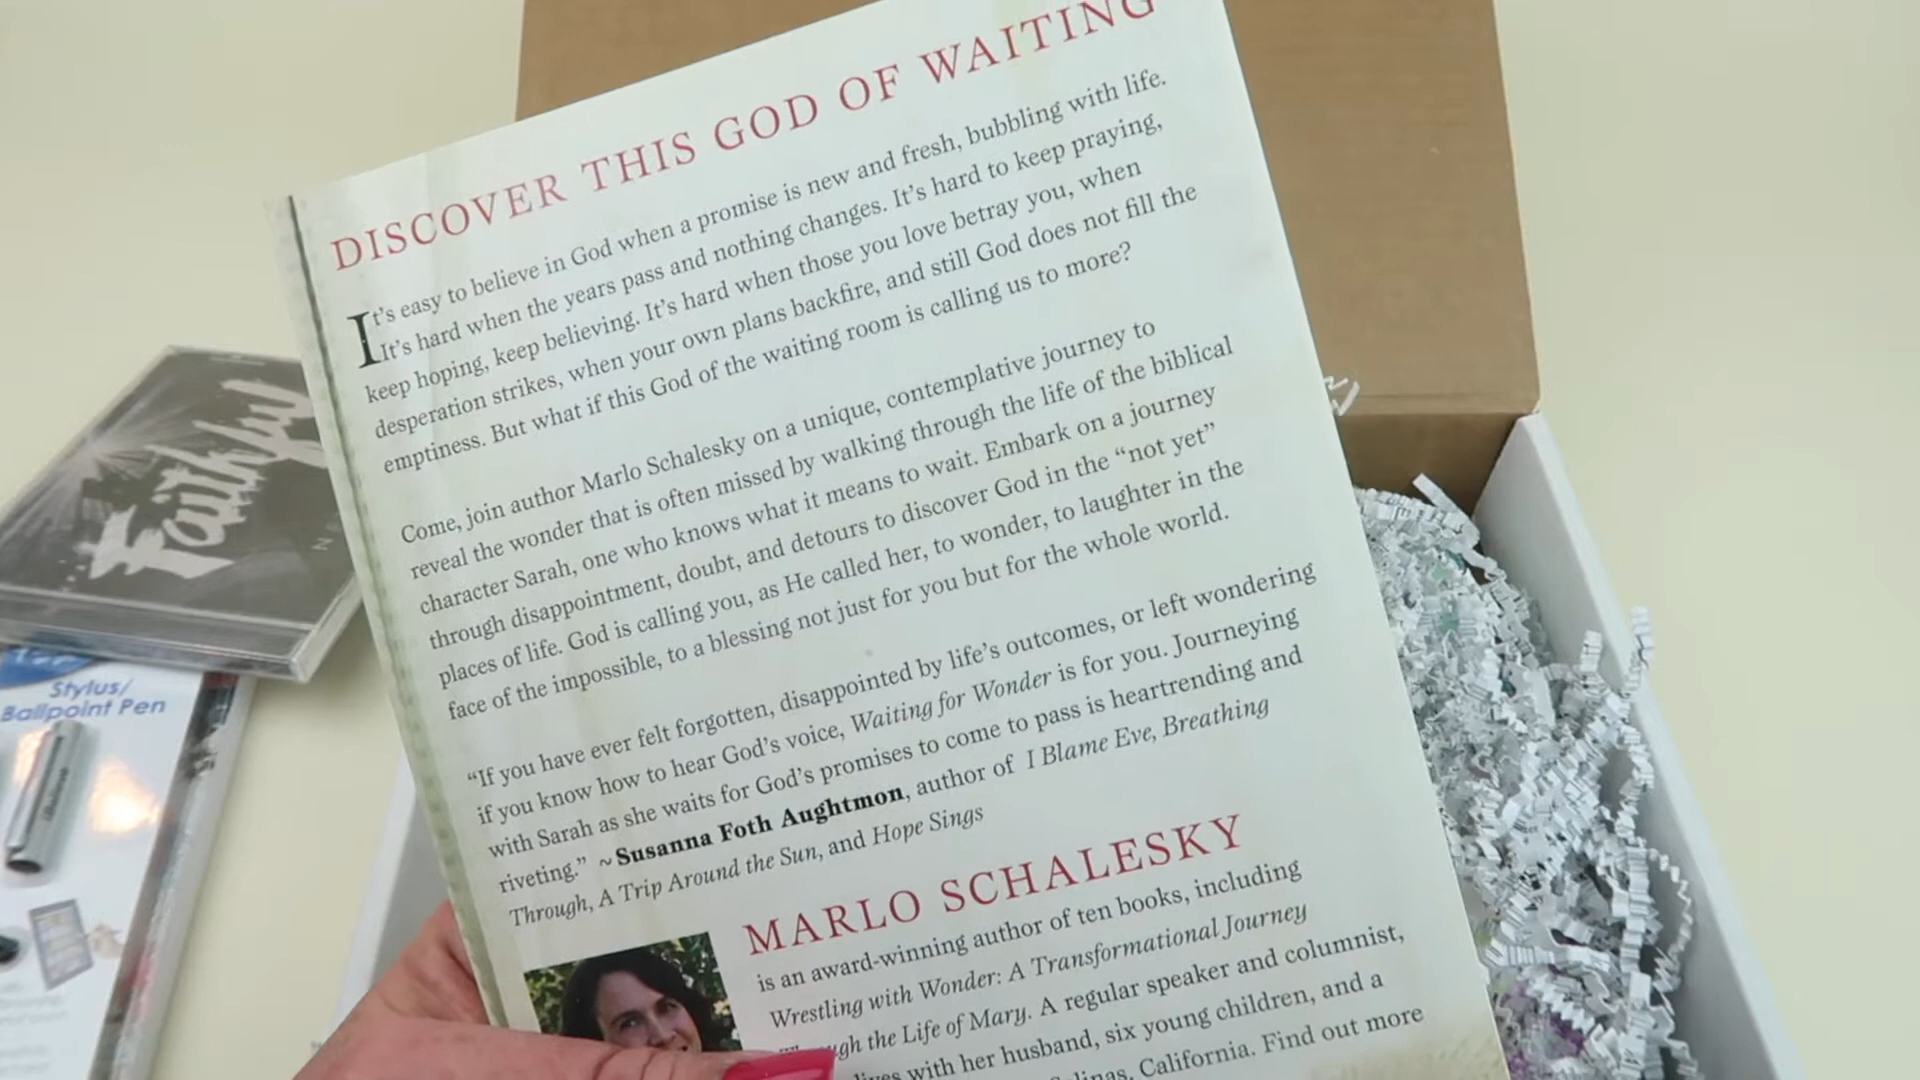 DISCOVER THIS GOD OF WAITING
It's easy to believe in God when a promise is new and fresh, bubbling with life.
It's hard when the years pass and nothing changes. It's hard to keep praying,
keep hoping, keep believing. It's hard when those you love betray you, when
desperation strikes, when your own plans backfire, and still God does not fill the
emptiness. But what if this God of the waiting room is calling us to more?
Come, join author Marlo Schalesky on a unique, contemplative journey to
reveal the wonder that is often missed by walking through the life of the biblical
character Sarah, one who knows what it means to wait. Embark on a journey
through disappointment, doubt, and detours to discover God in the “not yet”
places of life. God is calling you, as He called her, to wonder, to laughter in the
face of the impossible, to a blessing not just for you but for the whole world.
“If you have ever felt forgotten, disappointed by life's outcomes, or left wondering
if you know how to hear God's voice, Waiting for Wonder is for you. Journeying
with Sarah as she waits for God's promises to come to pass is heartrending and
riveting.” ~Susanna Foth Aughtmon, author of I Blame Eve, Breathing
Through, A Trip Around the Sun, and Hope Sings
MARLO SCHALESKY
is an award-winning author of ten books, including
Wrestling with Wonder: A Transformational Journey
the Life of Mary. A regular speaker and columnist,
with her husband, six young children, and a
California. Find out more
Faithful
Stylus/
Ballpoint Pen